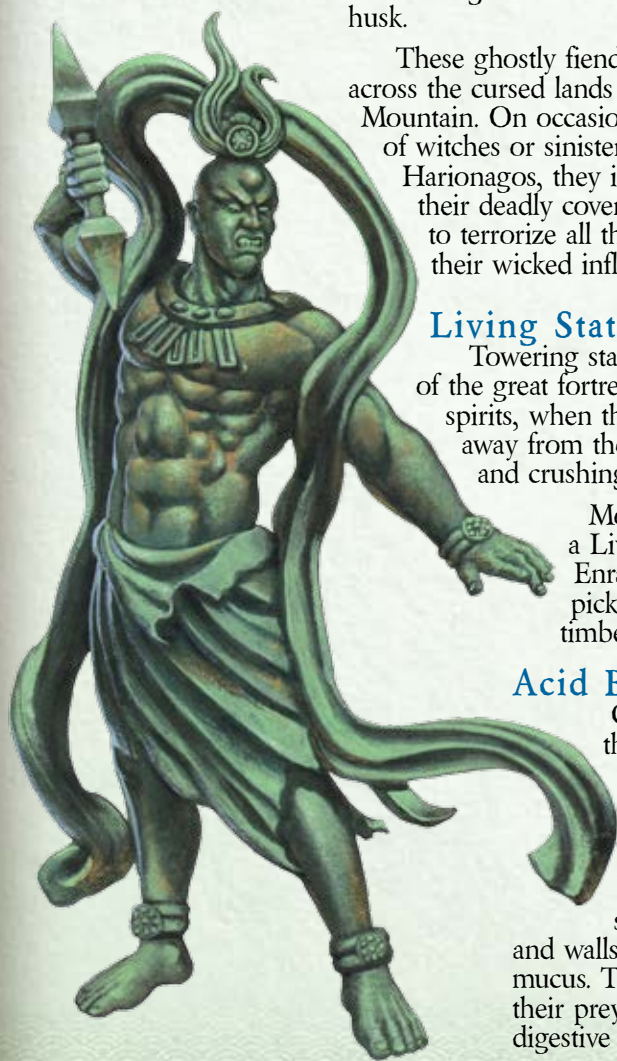 husk.
These ghostly fiend
across the cursed lands
Mountain. On occasio
of witches or sinister
Harionagos, they i
their deadly cover
to terrorize all th
their wicked infl
Living Stat
Towering sta
of the great fortre
spirits, when th
away from the
and crushing
Mo
a Liv
Enra
pick
timbe
Acid B
C
th
s
and walls
mucus. T
their prey
digestive